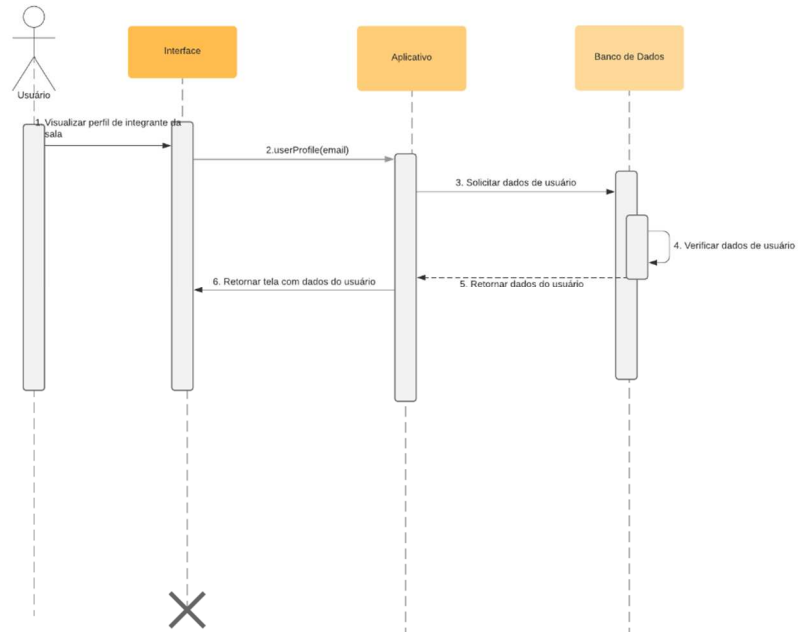 Interface
Aplicativo
Banco de Dados
Usuário
1. Visualizar perfil de integrante da
sala
2.userProfile(email)
3. Solicitar dados de usuário
4. Verificar dados de usuário
5. Retornar dados do usuário
6. Retornar tela com dados do usuário